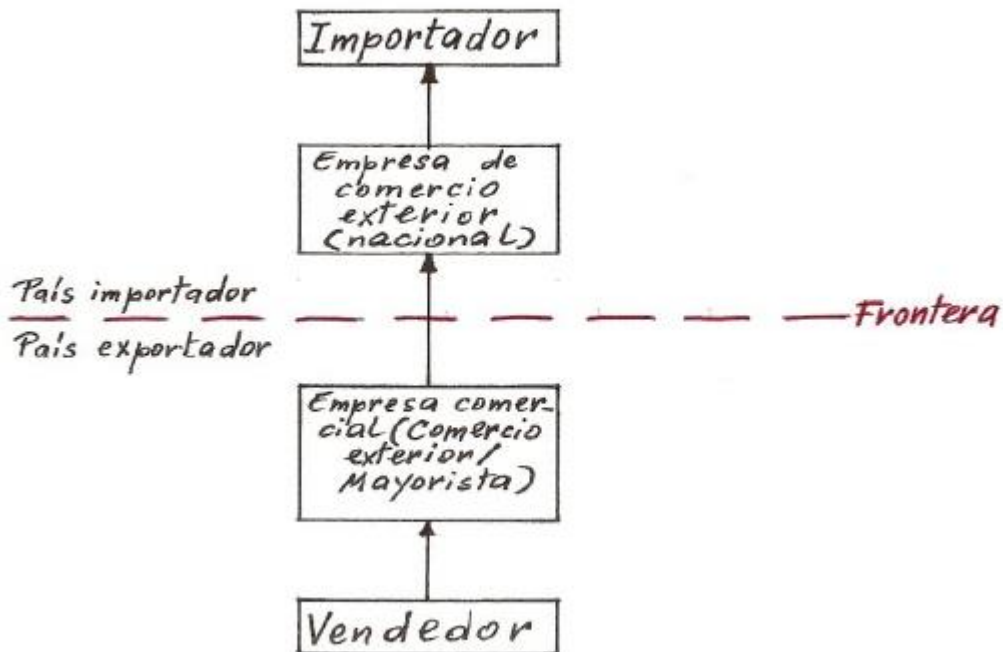 Importador
Empresa de
comercio
exterior
(nacional)
País importador
Frontera
País exportador
Empresa comer-
cial (Comercio
exterior/
Mayorista)
Vendedor